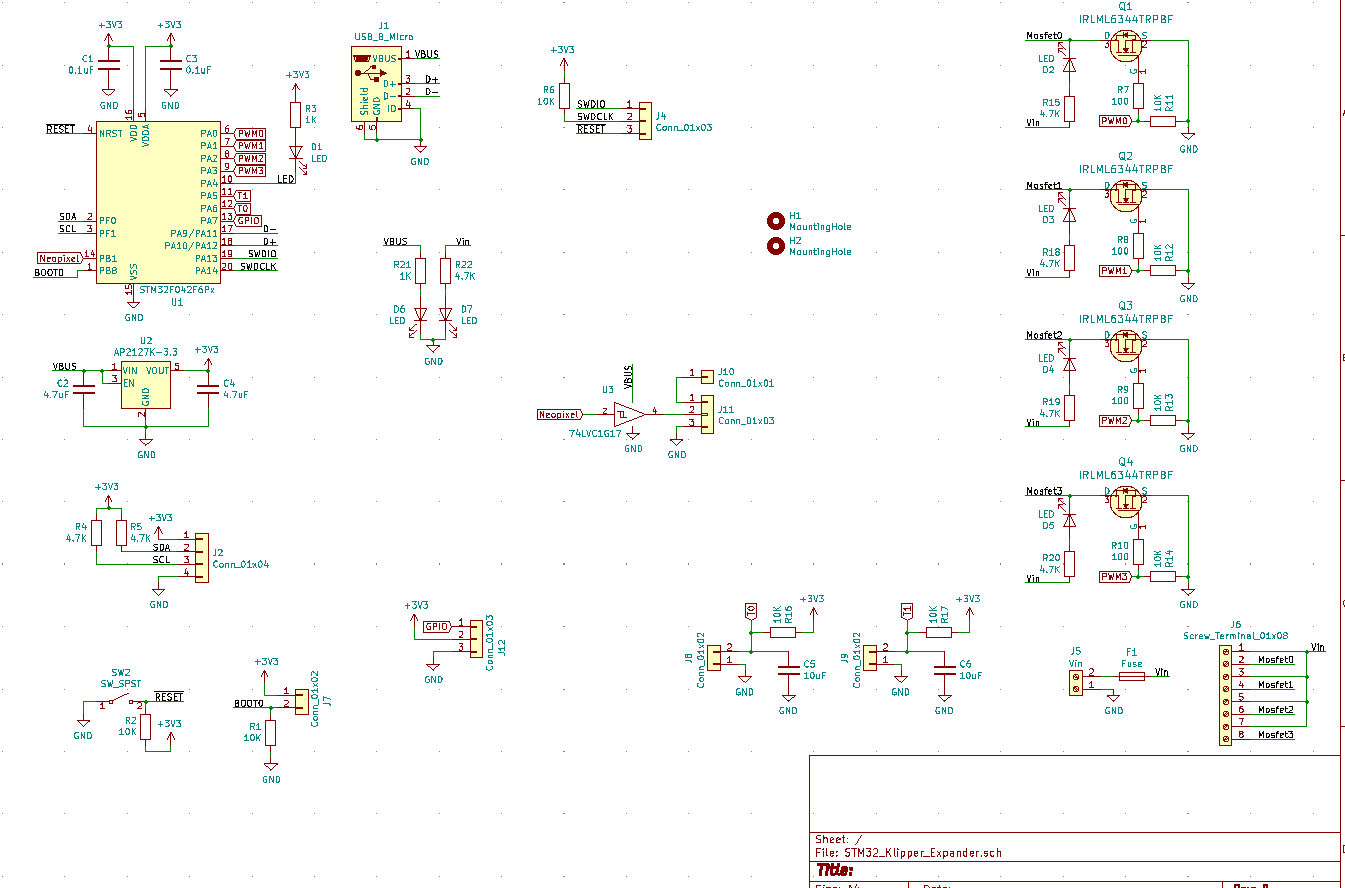 +3V3
+3V3
C1
0.1uF
C3
0.1uF
GND
GND
RESET
4
NRST
16
VDD
5
VDDA
PA0
6
PWM0
PA1
7
PWM1
PA2
8
PWM2
PA3
9
PWM3
PA4
10
LED
PA5
11
T1
PA6
12
T0
PA7
13
GPIO
PA9/PA11
17
D-
PA10/PA12
18
D+
PA13
19
SWDIO
PA14
20
SWDCLK
SDA
2
PF0
SCL
3
PF1
Neopixel
14
PB1
BOOT0
1
PB8
VSS
15
GND
STM32F042F6Px
U1
+3V3
R3
1K
D1
LED
J1
USB_B_Micro
VBUS
1
VBUS
D+
3
D+
D-
2
D-
ID
4
Shield
GND
6
5
GND
+3V3
R6
10K
SWDIO
1
SWDCLK
2
RESET
3
J4
Conn_01x03
H1
MountingHole
H2
MountingHole
VBUS
Vin
R21
1K
R22
4.7K
D6
LED
D7
LED
GND
U2
AP2127K-3.3
VBUS
1
VIN
VOUT
5
3
EN
GND
2
+3V3
C2
4.7uF
C4
4.7uF
GND
Neopixel
2
U3
VBUS
4
74LVC1G17
GND
1
J10
Conn_01x01
1
2
3
J11
Conn_01x03
GND
+3V3
R4
4.7K
R5
4.7K
+3V3
1
SDA
2
SCL
3
4
J2
Conn_01x04
GND
+3V3
GPIO
1
2
3
Conn_01x03
J12
GND
SW2
SW_SPST
1
2
RESET
GND
R2
10K
+3V3
+3V3
BOOT0
1
2
Conn_01x02
J7
R1
10K
GND
T0
10K
R16
+3V3
J8
Conn_01x02
2
1
GND
C5
10uF
GND
T1
10K
R17
+3V3
J9
Conn_01x02
2
1
GND
C6
10uF
GND
Q1
IRLML6344TRPBF
Mosfet0
D
3
S
2
G
1
LED
D2
R15
4.7K
Vin
R7
100
PWM0
10K
R11
GND
Q2
IRLML6344TRPBF
Mosfet1
D
3
S
2
G
1
LED
D3
R18
4.7K
Vin
R8
100
PWM1
10K
R12
GND
Q3
IRLML6344TRPBF
Mosfet2
D
3
S
2
G
1
LED
D4
R19
4.7K
Vin
R9
100
PWM2
10K
R13
GND
Q4
IRLML6344TRPBF
Mosfet3
D
3
S
2
G
1
LED
D5
R20
4.7K
Vin
R10
100
PWM3
10K
R14
GND
J5
Vin
2
1
F1
Fuse
Vin
GND
J6
Screw_Terminal_01x08
1
Vin
2
Mosfet0
3
4
Mosfet1
5
6
Mosfet2
7
8
Mosfet3
Sheet: /
File: STM32_Klipper_Expander.sch
Title: